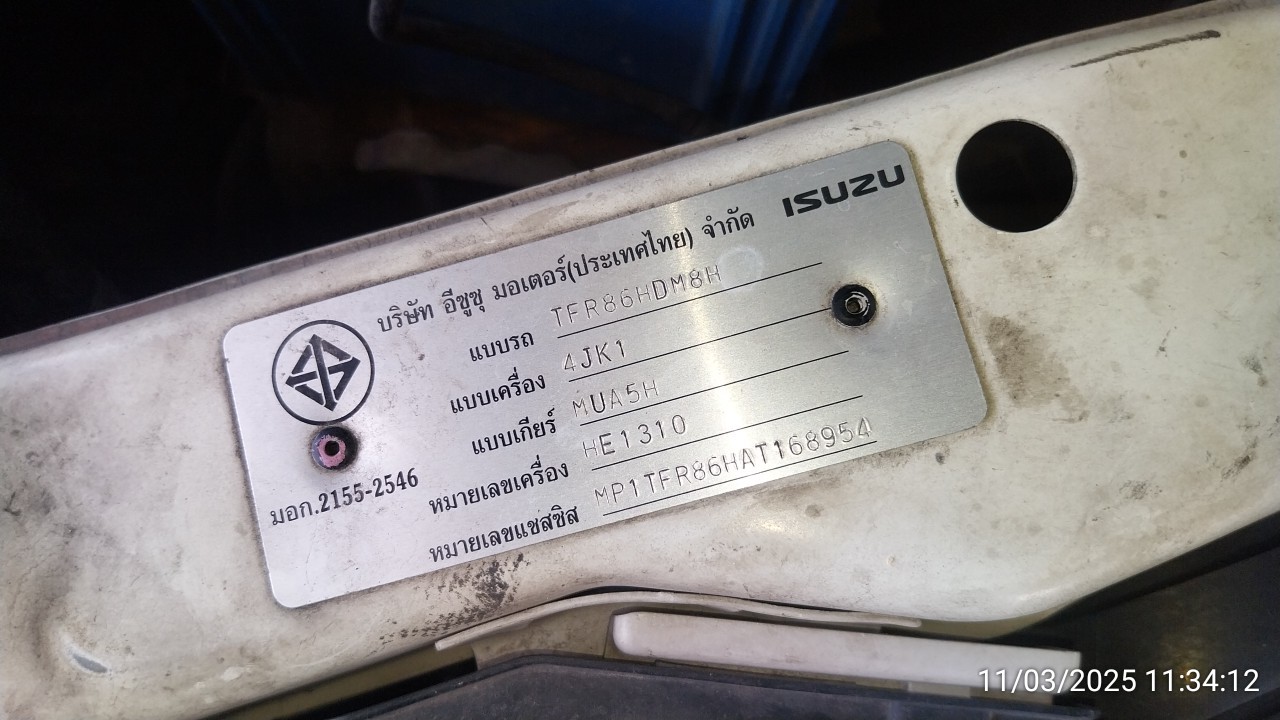 ISUZU
บริษัท อีซูซุ มอเตอร์(ประเทศไทย) จำกัด
แบบรถ TFR86HDM8H
แบบเครื่อง 4JK1
แบบเกียร์ MUA5H
หมายเลขเครื่อง HE1310
หมายเลขแชสซิส MP1TFR86HAT168954
มอก.2155-2546
11/03/2025 11:34:12